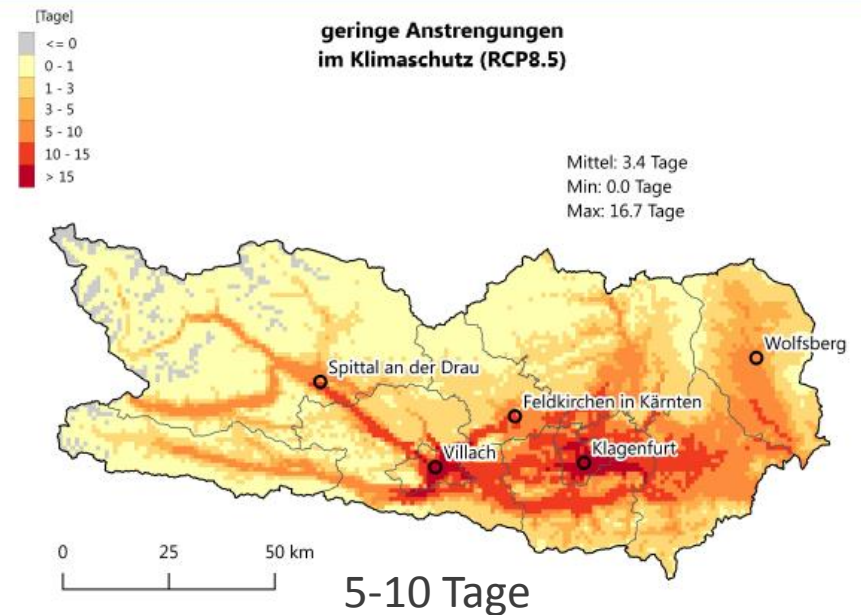 [Tage]
<= 0
0 - 1
1 - 3
3 - 5
5 - 10
10 - 15
> 15
geringe Anstrengungen
im Klimaschutz (RCP8.5)
Mittel: 3.4 Tage
Min: 0.0 Tage
Max: 16.7 Tage
Wolfsberg
Spittal an der Drau
Feldkirchen in Kärnten
Villach
Klagenfurt
0 25 50 km
5-10 Tage